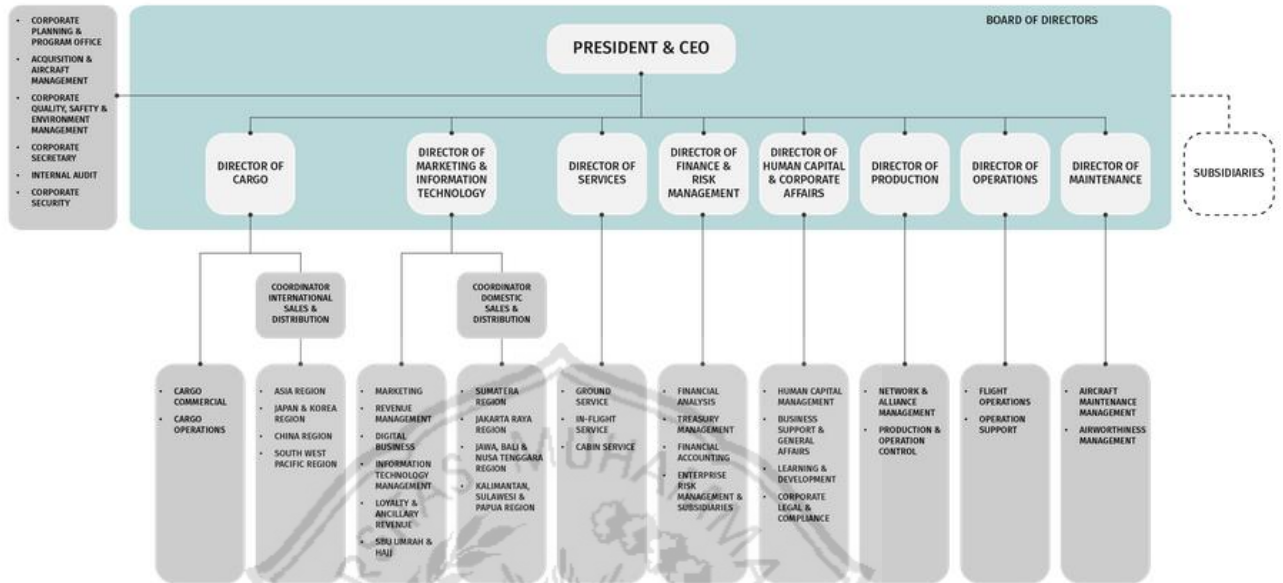 • CORPORATE
PLANNING &
PROGRAM OFFICE
• ACQUISITION &
AIRCRAFT
MANAGEMENT
• CORPORATE
QUALITY, SAFETY &
ENVIRONMENT
MANAGEMENT
• CORPORATE
SECRETARY
• INTERNAL AUDIT
• CORPORATE
SECURITY
BOARD OF DIRECTORS
PRESIDENT & CEO
DIRECTOR OF
CARGO
DIRECTOR OF
MARKETING &
INFORMATION
TECHNOLOGY
DIRECTOR OF
SERVICES
DIRECTOR OF
FINANCE &
RISK
MANAGEMENT
DIRECTOR OF
HUMAN CAPITAL
& CORPORATE
AFFAIRS
DIRECTOR OF
PRODUCTION
DIRECTOR OF
OPERATIONS
DIRECTOR OF
MAINTENANCE
SUBSIDIARIES
COORDINATOR
INTERNATIONAL
SALES &
DISTRIBUTION
COORDINATOR
DOMESTIC
SALES &
DISTRIBUTION
• CARGO
COMMERCIAL
• CARGO
OPERATIONS
• ASIA REGION
• JAPAN & KOREA
REGION
• CHINA REGION
• SOUTH WEST
PACIFIC REGION
• MARKETING
• REVENUE
MANAGEMENT
• DIGITAL
BUSINESS
• INFORMATION
TECHNOLOGY
MANAGEMENT
• LOYALTY &
ANCILLARY
REVENUE
• SBU UMRAH &
HAJJ
• SUMATERA
REGION
• JAKARTA RAYA
REGION
• JAWA, BALI &
NUSA TENGGARA
REGION
• KALIMANTAN,
SULAWESI &
PAPUA REGION
• GROUND
SERVICE
• IN-FLIGHT
SERVICE
• CABIN SERVICE
• FINANCIAL
ANALYSIS
• TREASURY
MANAGEMENT
• FINANCIAL
ACCOUNTING
• ENTERPRISE
RISK
MANAGEMENT &
SUBSIDIARIES
• HUMAN CAPITAL
MANAGEMENT
• BUSINESS
SUPPORT &
GENERAL
AFFAIRS
• LEARNING &
DEVELOPMENT
• CORPORATE
LEGAL &
COMPLIANCE
• NETWORK &
ALLIANCE
MANAGEMENT
• PRODUCTION &
OPERATION
CONTROL
• FLIGHT
OPERATIONS
• OPERATION
SUPPORT
• AIRCRAFT
MAINTENANCE
MANAGEMENT
• AIRWORTHINESS
MANAGEMENT